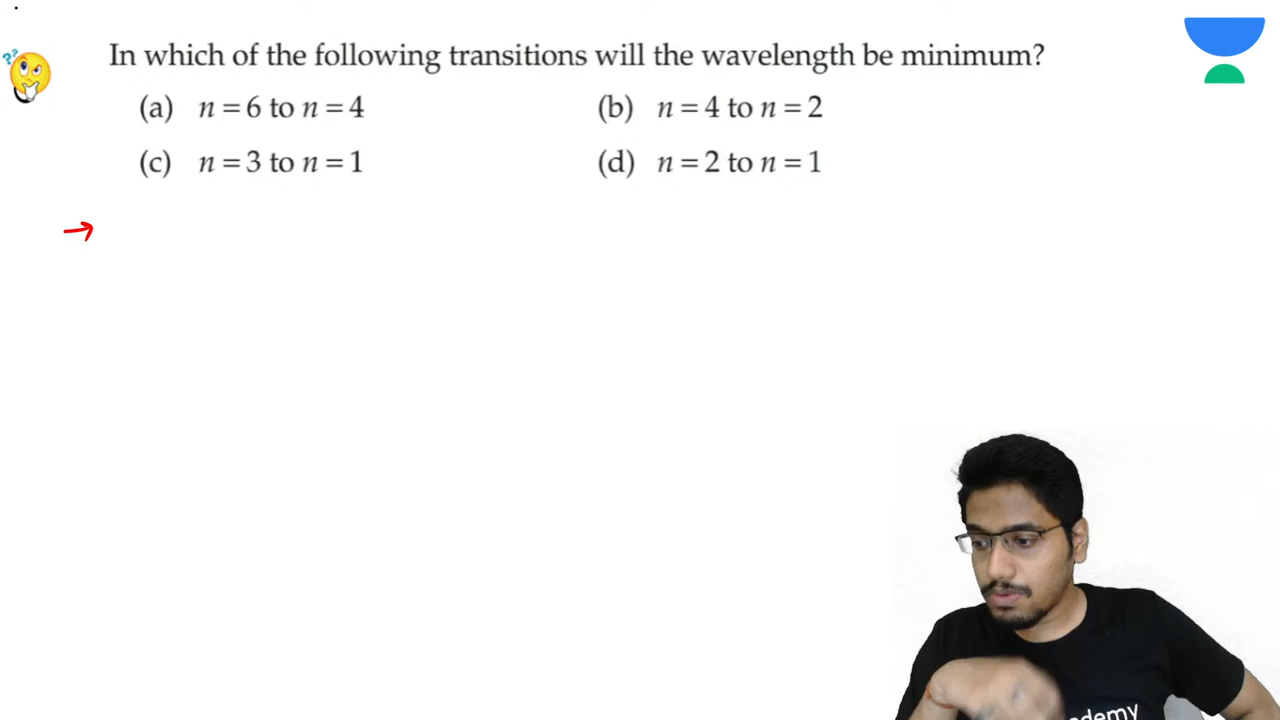 ??
In which of the following transitions will the wavelength be minimum?
(a) n = 6 to n = 4 (b) n = 4 to n = 2
(c) n = 3 to n = 1 (d) n = 2 to n = 1
→